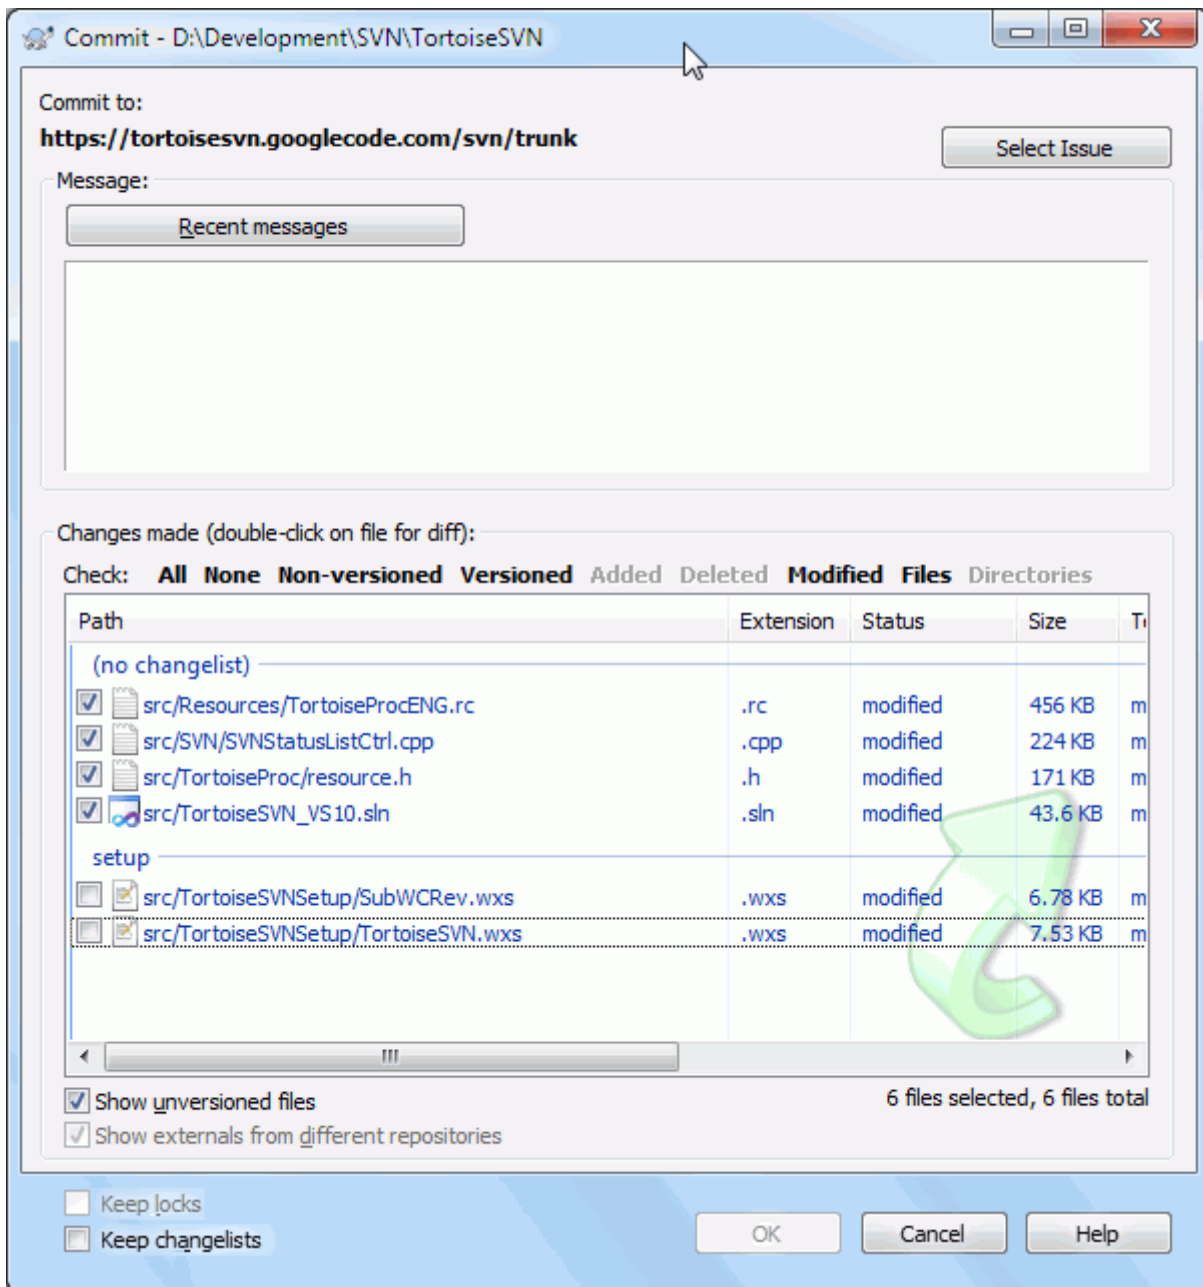 Commit - D:\Development\SVN\TortoiseSVN
Commit to:
https://tortoisesvn.googlecode.com/svn/trunk
Select Issue
Message:
Recent messages
Changes made (double-click on file for diff):
Check: All None Non-versioned Versioned Added Deleted Modified Files Directories
Path Extension Status Size
(no changelist)
src/Resources/TortoiseProcENG.rc .rc modified 456 KB m
src/SVN/SVNStatusListCtrl.cpp .cpp modified 224 KB m
src/TortoiseProc/resource.h .h modified 171 KB m
src/TortoiseSVN_VS10.sln .sln modified 43.6 KB m
setup
src/TortoiseSVNSetup/SubWCRev.wxs .wxs modified 6.78 KB m
src/TortoiseSVNSetup/TortoiseSVN.wxs .wxs modified 7.53 KB m
Show unversioned files
6 files selected, 6 files total
Show externals from different repositories
Keep locks
Keep changelists
OK Cancel Help